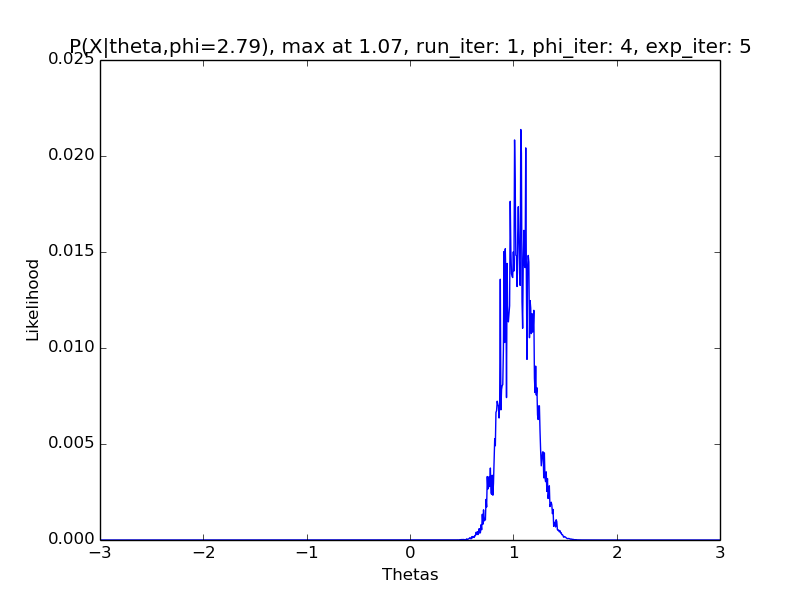 P(X|theta,phi=2.79), max at 1.07, run_iter: 1, phi_iter: 4, exp_iter: 5
0.025
0.020
0.015
0.010
0.005
0.000
Likelihood
−3 −2 −1 0 1 2 3
Thetas